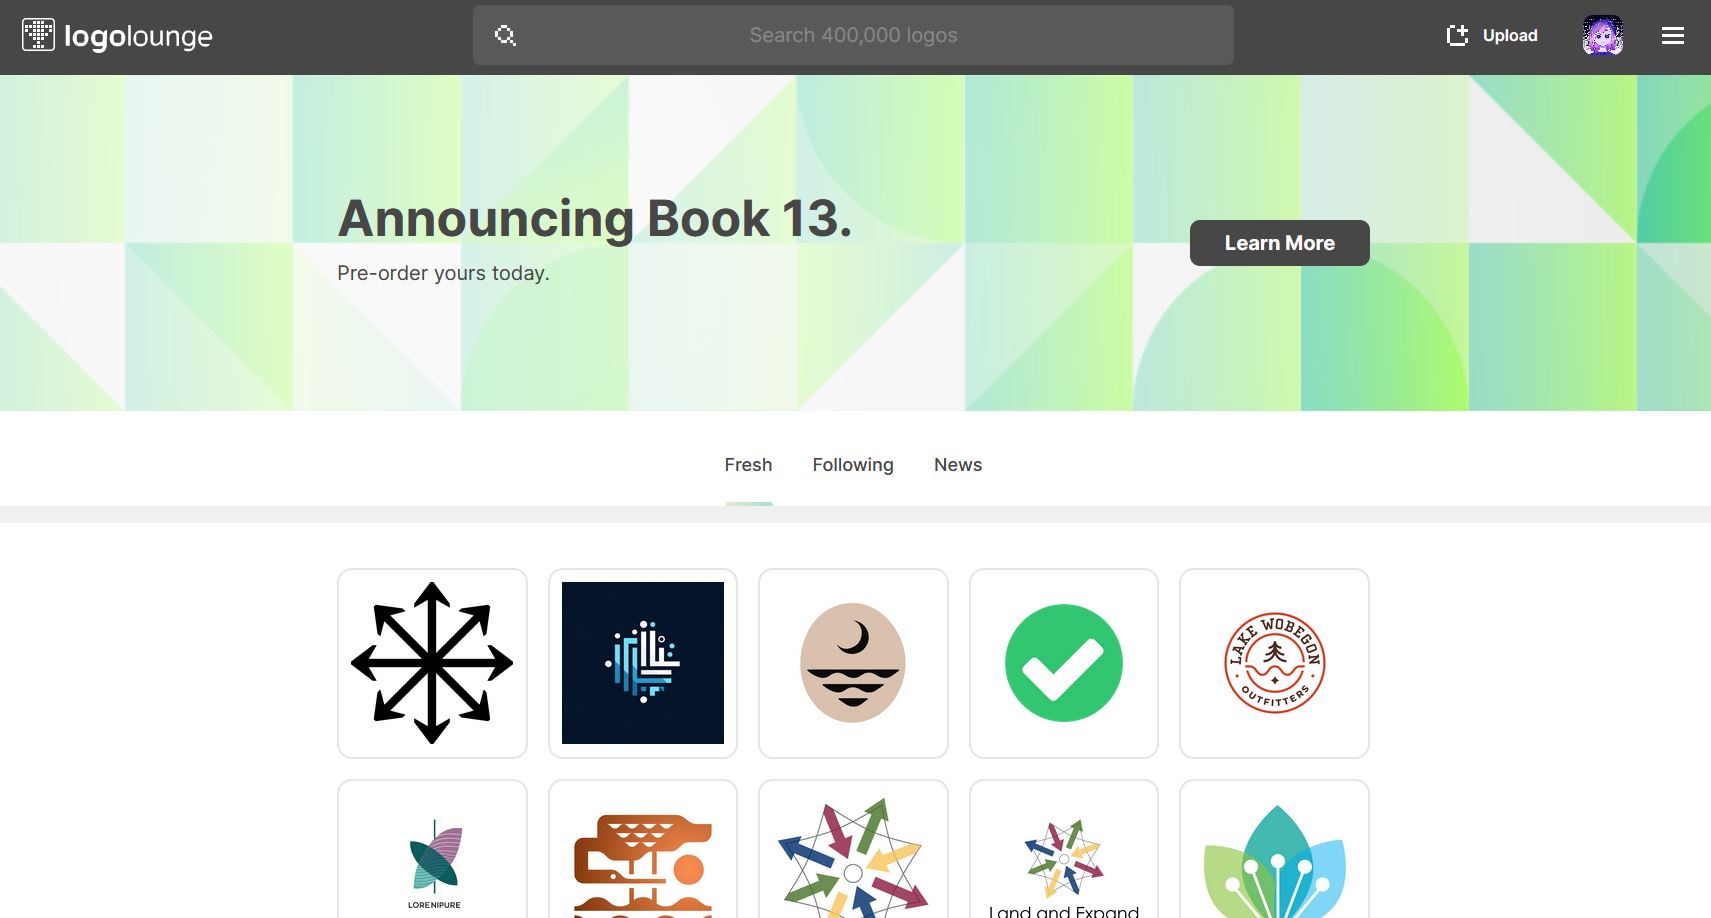 logolounge
Search 400,000 logos
Upload
Announcing Book 13.
Pre-order yours today.
Learn More
Fresh
Following
News
LAKE WOBEGON
OUTFITTERS
LORENIPURE
Land and Expand